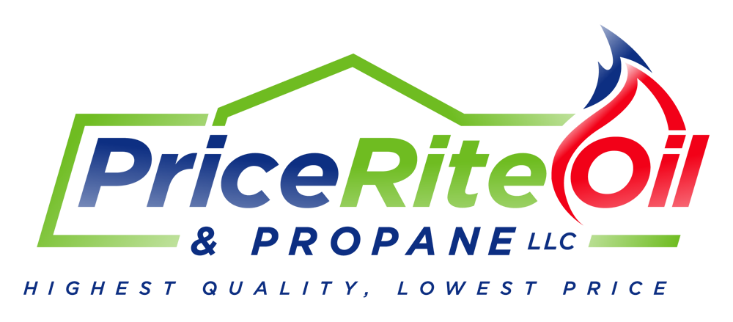 PriceRiteOil
& PROPANE LLC
HIGHEST QUALITY, LOWEST PRICE